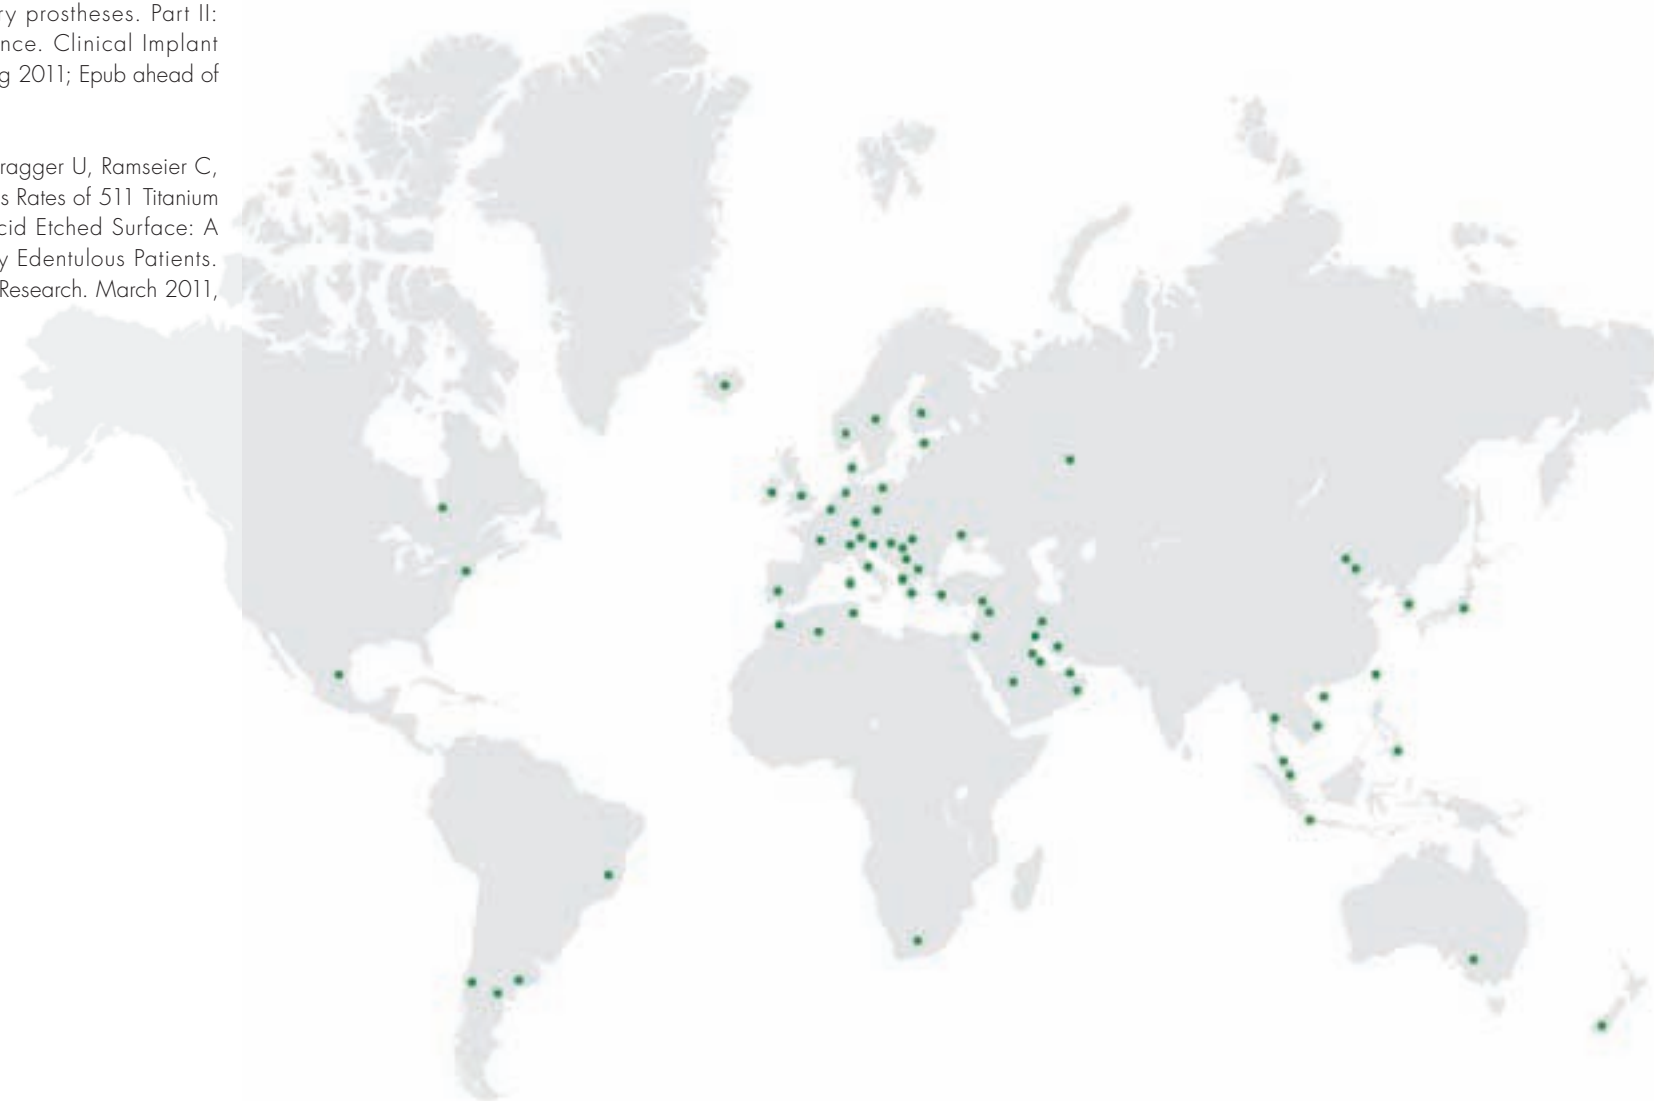 ry prostheses. Part II:
nce. Clinical Implant
g 2011; Epub ahead of
ragger U, Ramseier C,
s Rates of 511 Titanium
cid Etched Surface: A
y Edentulous Patients.
Research. March 2011,